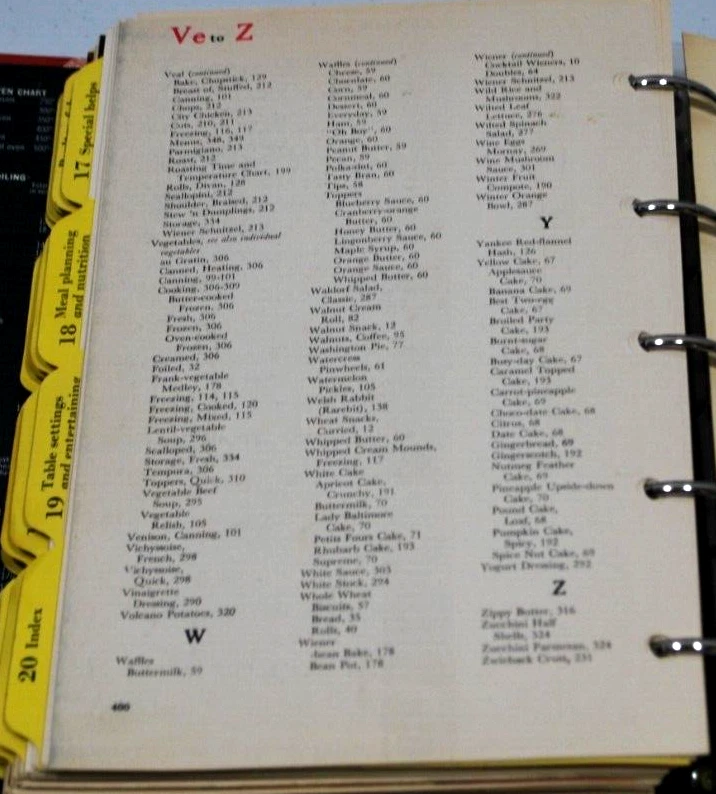 Ve to Z
Veal (continued)
Bake, Chopstick, 129
Breast of, Stuffed, 212
Canning, 101
Chops, 212
City Chicken, 213
Cuts, 210, 211
Freezing, 116, 117
Menus, 348, 349
Parmigiano, 213
Roast, 212
Roasting Time and
Temperature Chart, 199
Rolls, Divan, 128
Scallopini, 212
Shoulder, Braised, 212
Stew 'n Dumplings, 212
Storage, 334
Wiener Schnitzel, 213
Vegetables, see also individual
vegetables
au Gratin, 306
Canned, Heating, 306
Canning, 99-101
Cooking, 306-309
Butter-cooked
Frozen, 306
Fresh, 306
Frozen, 306
Oven-cooked
Frozen, 306
Creamed, 306
Foiled, 32
Frank-vegetable
Medley, 178
Freezing, 114, 115
Freezing, Cooked, 120
Freezing, Mixed, 115
Lentil-vegetable
Soup, 296
Scalloped, 306
Storage, Fresh, 334
Tempura, 306
Toppers, Quick, 310
Vegetable Beef
Soup, 295
Vegetable
Relish, 105
Venison, Canning, 101
Vichyssoise,
French, 298
Vichyssoise,
Quick, 298
Vinaigrette
Dressing, 290
Volcano Potatoes, 320
W
Waffles
Buttermilk, 59
Waffles (continued)
Cheese, 59
Chocolate, 60
Corn, 59
Cornmeal, 60
Dessert, 60
Everyday, 59
Ham, 59
"Oh Boy", 60
Orange, 60
Peanut Butter, 59
Pecan, 59
Polka-dot, 60
Tasty Bran, 60
Tips, 58
Toppers
Blueberry Sauce, 60
Cranberry-orange
Butter, 60
Honey Butter, 60
Lingonberry Sauce, 60
Maple Syrup, 60
Orange Butter, 60
Orange Sauce, 60
Whipped Butter, 60
Waldorf Salad,
Classic, 287
Walnut Cream
Roll, 82
Walnut Snack, 12
Walnuts, Coffee, 95
Washington Pie, 77
Watercress
Pinwheels, 61
Watermelon
Pickles, 105
Welsh Rabbit
(Rarebit), 138
Wheat Snacks,
Curried, 12
Whipped Butter, 60
Whipped Cream Mounds,
Freezing, 117
White Cake
Apricot Cake,
Crunchy, 191
Buttermilk, 70
Lady Baltimore
Cake, 70
Petits Fours Cake, 71
Rhubarb Cake, 193
Supreme, 70
White Sauce, 303
White Stock, 294
Whole Wheat
Biscuits, 37
Bread, 35
Rolls, 40
Wiener
-bean Bake, 178
Bean Pot, 178
Wiener (continued)
Cocktail Wieners, 10
Doubles, 64
Wiener Schnitzel, 213
Wild Rice and
Mushrooms, 322
Wilted Leaf
Lettuce, 276
Wilted Spinach
Salad, 277
Wine Eggs
Mornay, 269
Wine Mushroom
Sauce, 301
Winter Fruit
Compote, 190
Winter Orange
Bowl, 287
Y
Yankee Red-flannel
Hash, 126
Yellow Cake, 67
Applesauce
Cake, 70
Banana Cake, 69
Best Two-egg
Cake, 67
Broiled Party
Cake, 193
Burnt-sugar
Cake, 68
Busy-day Cake, 67
Caramel Topped
Cake, 193
Carrot-pineapple
Cake, 69
Choco-date Cake, 68
Citrus, 68
Date Cake, 68
Gingerbread, 69
Gingerscotch, 192
Nutmeg Feather
Cake, 69
Pineapple Upside-down
Cake, 70
Pound Cake,
Loaf, 68
Pumpkin Cake,
Spicy, 192
Spice Nut Cake, 69
Yogurt Dressing, 292
Z
Zippy Butter, 316
Zucchini Half
Shells, 324
Zucchini Parmesan, 324
Zwieback Crust, 231
400
17 Special helps
18 Meal planning
and nutrition
19 Table settings
and entertaining
20 Index